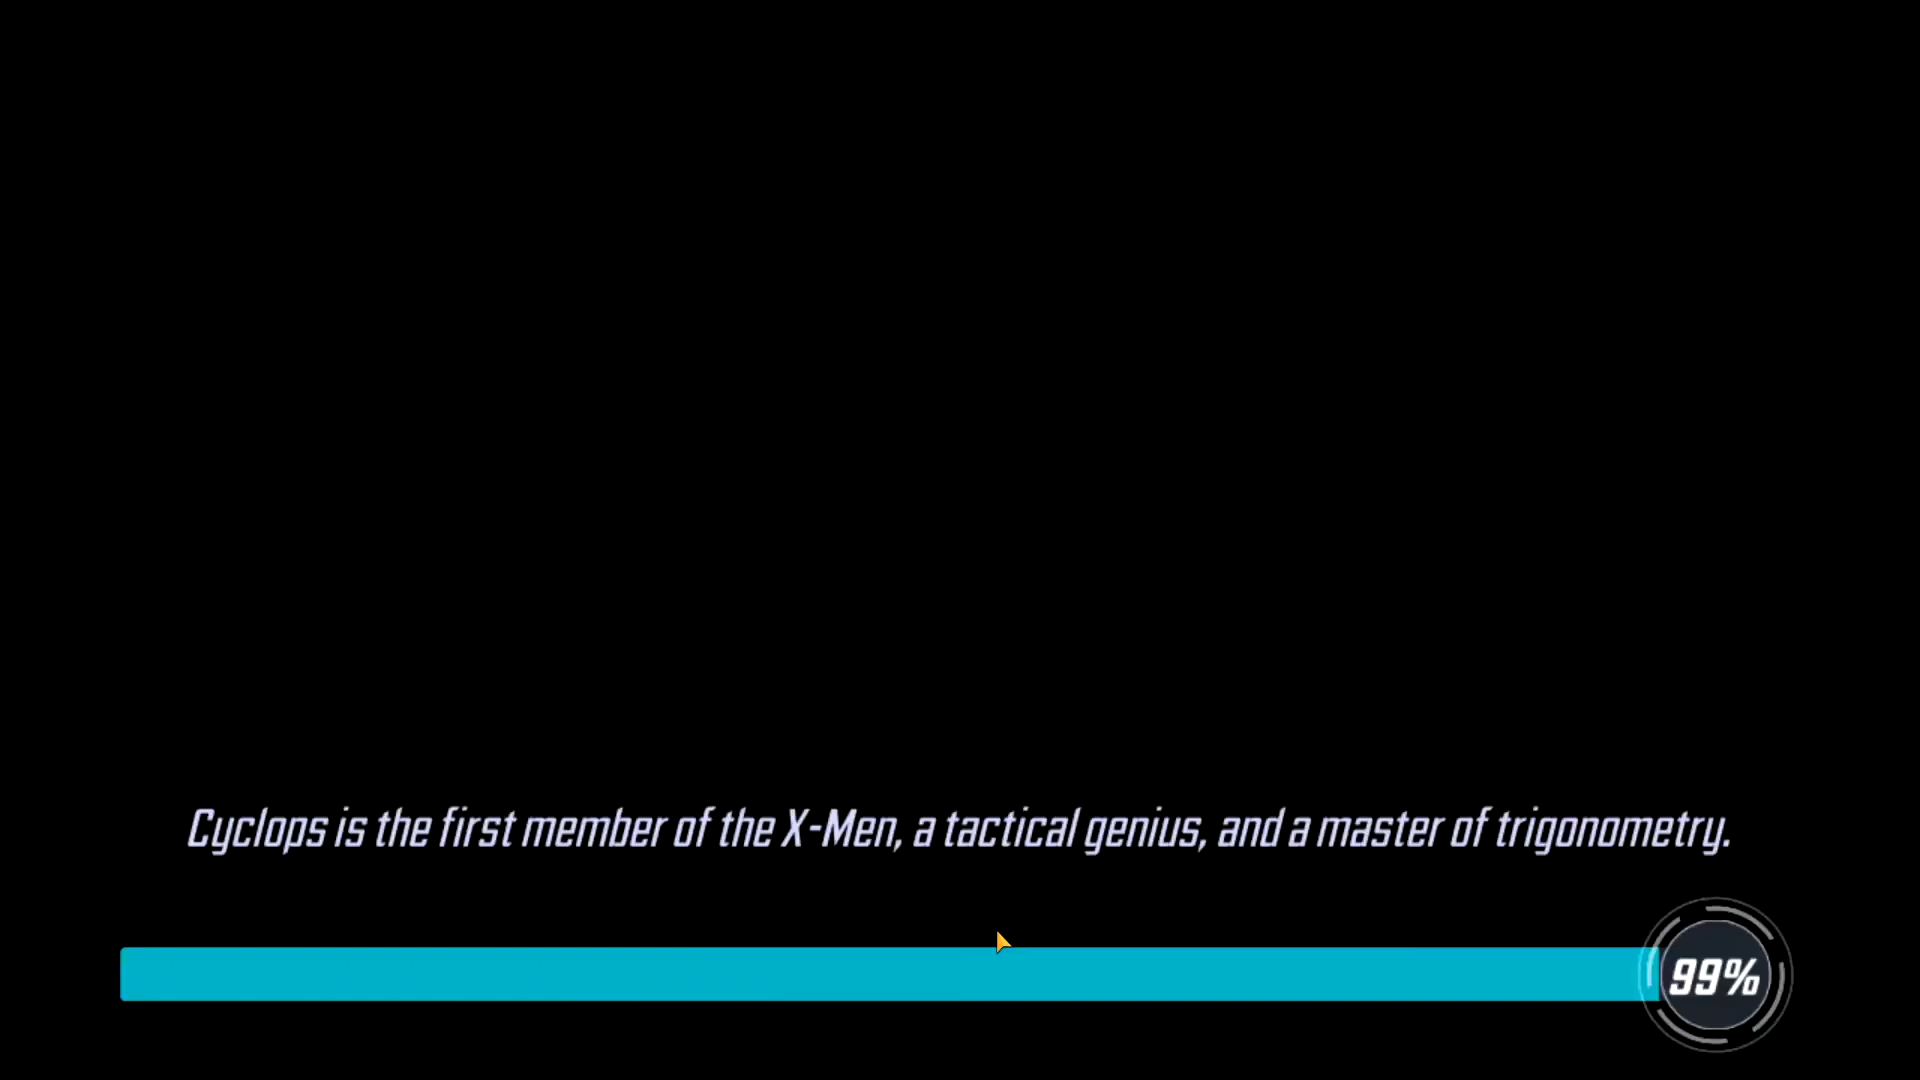 Cyclops is the first member of the X-Men, a tactical genius, and a master of trigonometry.
99%